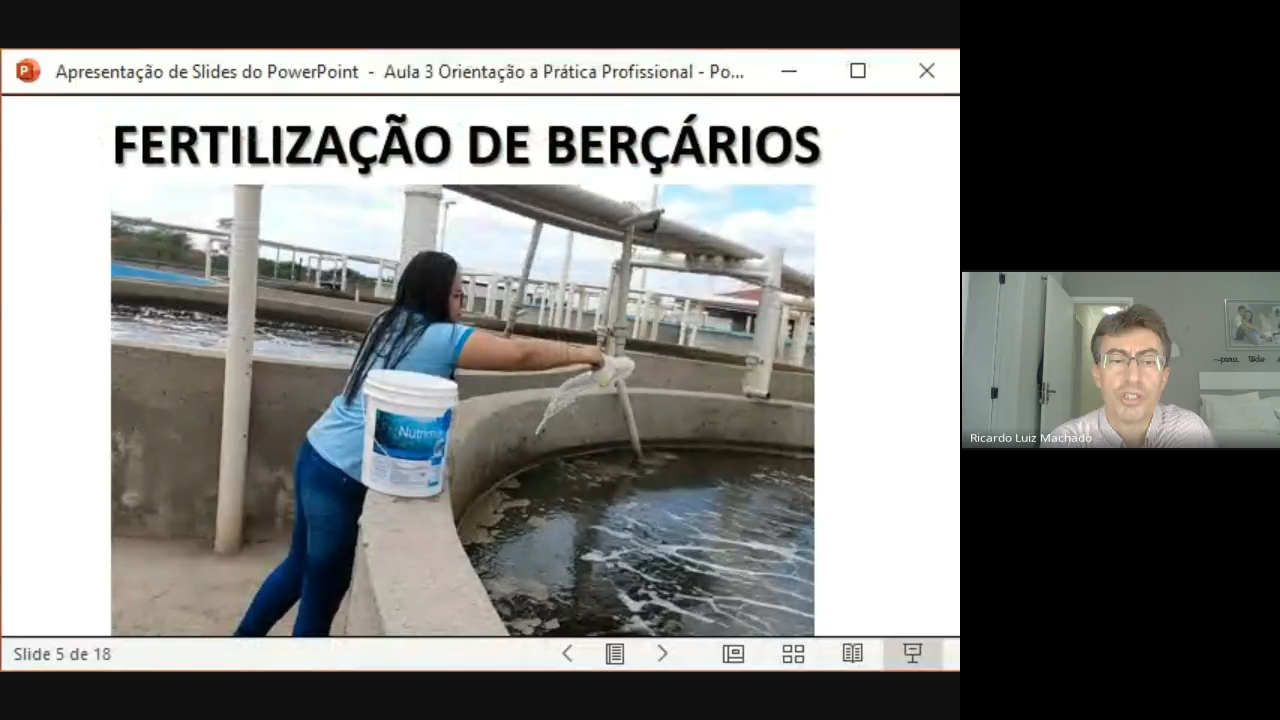 Apresentação de Slides do PowerPoint - Aula 3 Orientação a Prática Profissional - Po...
FERTILIZAÇÃO DE BERÇÁRIOS
Ricardo Luiz Machado
Slide 5 de 18